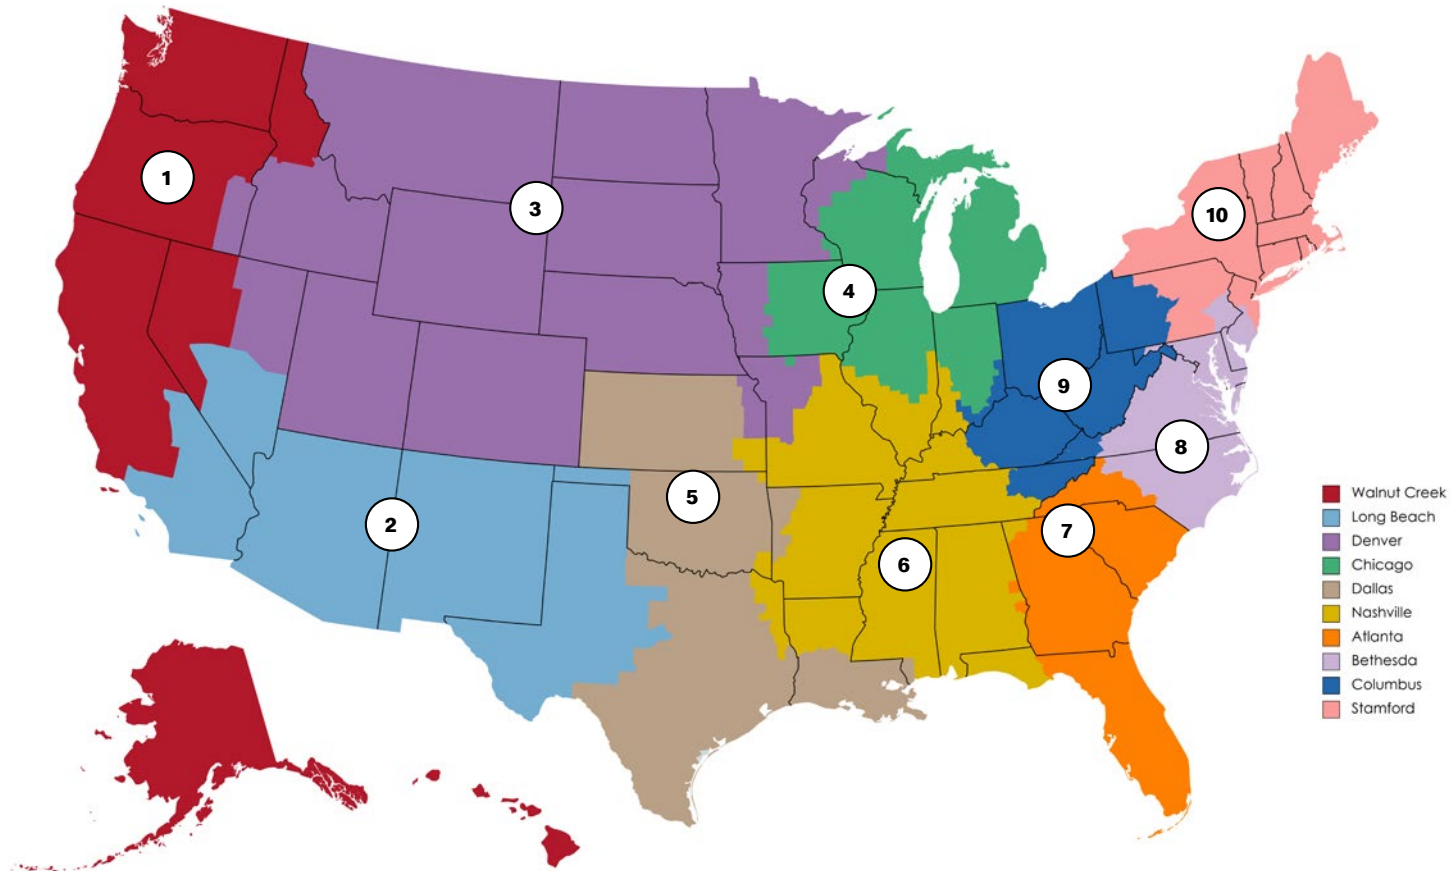 1
2
3
4
5
6
7
8
9
10
Walnut Creek
Long Beach
Denver
Chicago
Dallas
Nashville
Atlanta
Bethesda
Columbus
Stamford